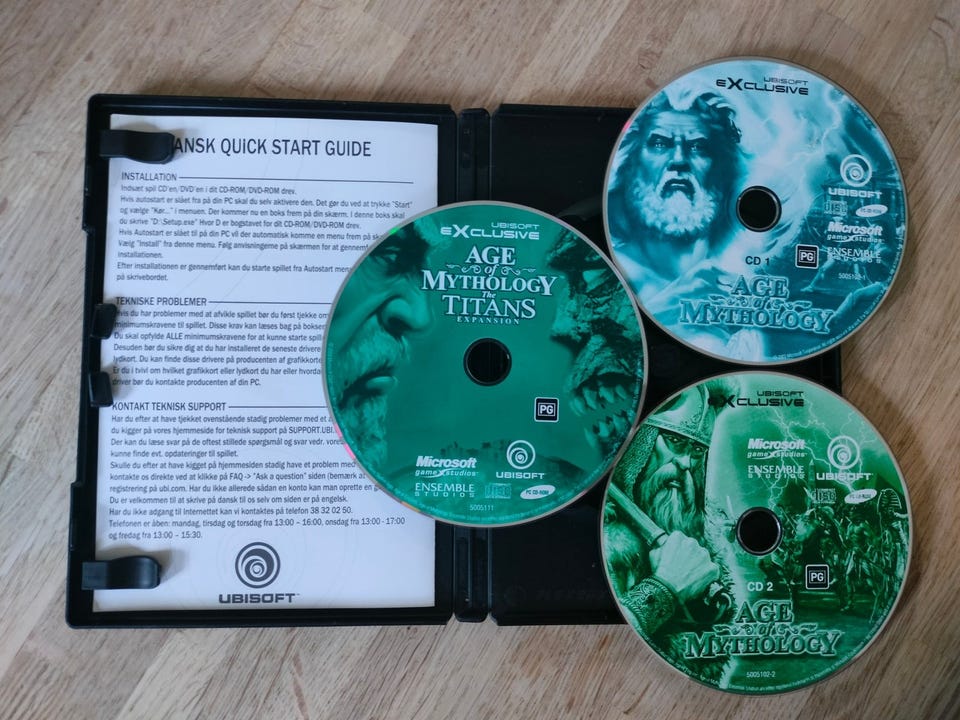 ANSK QUICK START GUIDE
INSTALLATION
Indsæt spil CD'en/DVD'en i dit CD-ROM/DVD-ROM drev.
Hvis autostart er slået fra på din PC skal du selv aktivere den. Det gør du ved at trykke "Start"
og vælge "Kør..." i menuen. Der kommer nu en boks frem på din skærm. I denne boks skal
du skrive "D:\Setup.exe" Hvor D er bogstavet for dit CD-ROM/DVD-ROM drev.
Hvis Autostart er slået til på din PC vil der automatisk komme en menu frem på sk
Vælg "Install" fra denne menu. Følg anvisningerne på skærmen for at gennemf
installationen.
Efter installationen er gennemført kan du starte spillet fra Autostart men
på skrivebordet.
TEKNISKE PROBLEMER
Hvis du har problemer med at afvikle spillet bør du først tjekke om
minimumskravene til spillet. Disse krav kan læses bag på boksen
Du skal opfylde ALLE minimumskravene for at kunne starte spill
Desuden bør du sikre dig at du har installeret de seneste drivere
lydkort. Du kan finde disse drivere på producenten af grafikkorte
Er du i tvivl om hvilket grafikkort eller lydkort du har eller hvorda
driver bør du kontakte producenten af din PC.
KONTAKT TEKNISK SUPPORT
Har du efter at have tjekket ovenstående stadig problemer med et a
du kigger på vores hjemmeside for teknisk support på SUPPORT.UBI.
Der kan du læse svar på de oftest stillede spørgsmål og svar vedr. vores
kunne finde evt. opdateringer til spillet.
Skulle du efter at have kigget på hjemmesiden stadig have et problem med
kontakte os direkte ved at klikke på FAQ -> "Ask a question" siden (bemærk at
registrering på ubi.com. Har du ikke allerede sådan en konto kan man oprette en g
Du er velkommen til at skrive på dansk til os selv om siden er på engelsk.
Har du ikke adgang til Internettet kan vi kontaktes på telefon 38 32 02 50.
Telefonen er åben: mandag, tirsdag og torsdag fra 13:00 - 16:00, onsdag fra 13:00 - 17:00
og fredag fra 13:00 - 15:30.
UBISOFT
UBISOFT
eXCLUSIVE
AGE
of
MYTHOLOGY
The
TITANS
EXPANSION
PG
Microsoft
game studios
UBISOFT
ENSEMBLE
STUDIOS
PC CD-ROM
5005111
UBISOFT
eXCLUSIVE
UBISOFT
PC CD-ROM
Microsoft
game studios
ENSEMBLE
STUDIOS
5005102-1
CD 1
PG
AGE
of
MYTHOLOGY
UBISOFT
eXCLUSIVE
Microsoft
game studios
ENSEMBLE
STUDIOS
UBISOFT
PC CD-ROM
PG
CD 2
AGE
of
MYTHOLOGY
5005102-2